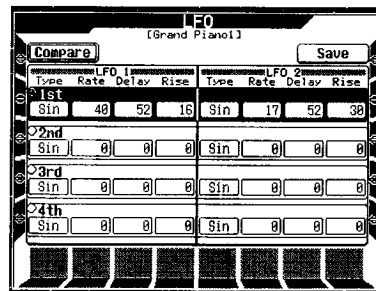 LFO
[Grand Piano1]
Compare Save
LFO 1 LFO 2
Type Rate Delay Rise Type Rate Delay Rise
1st
Sin 40 52 16 Sin 17 52 30
2nd
Sin 0 0 0 Sin 0 0 0
3rd
Sin 0 0 0 Sin 0 0 0
4th
Sin 0 0 0 Sin 0 0 0